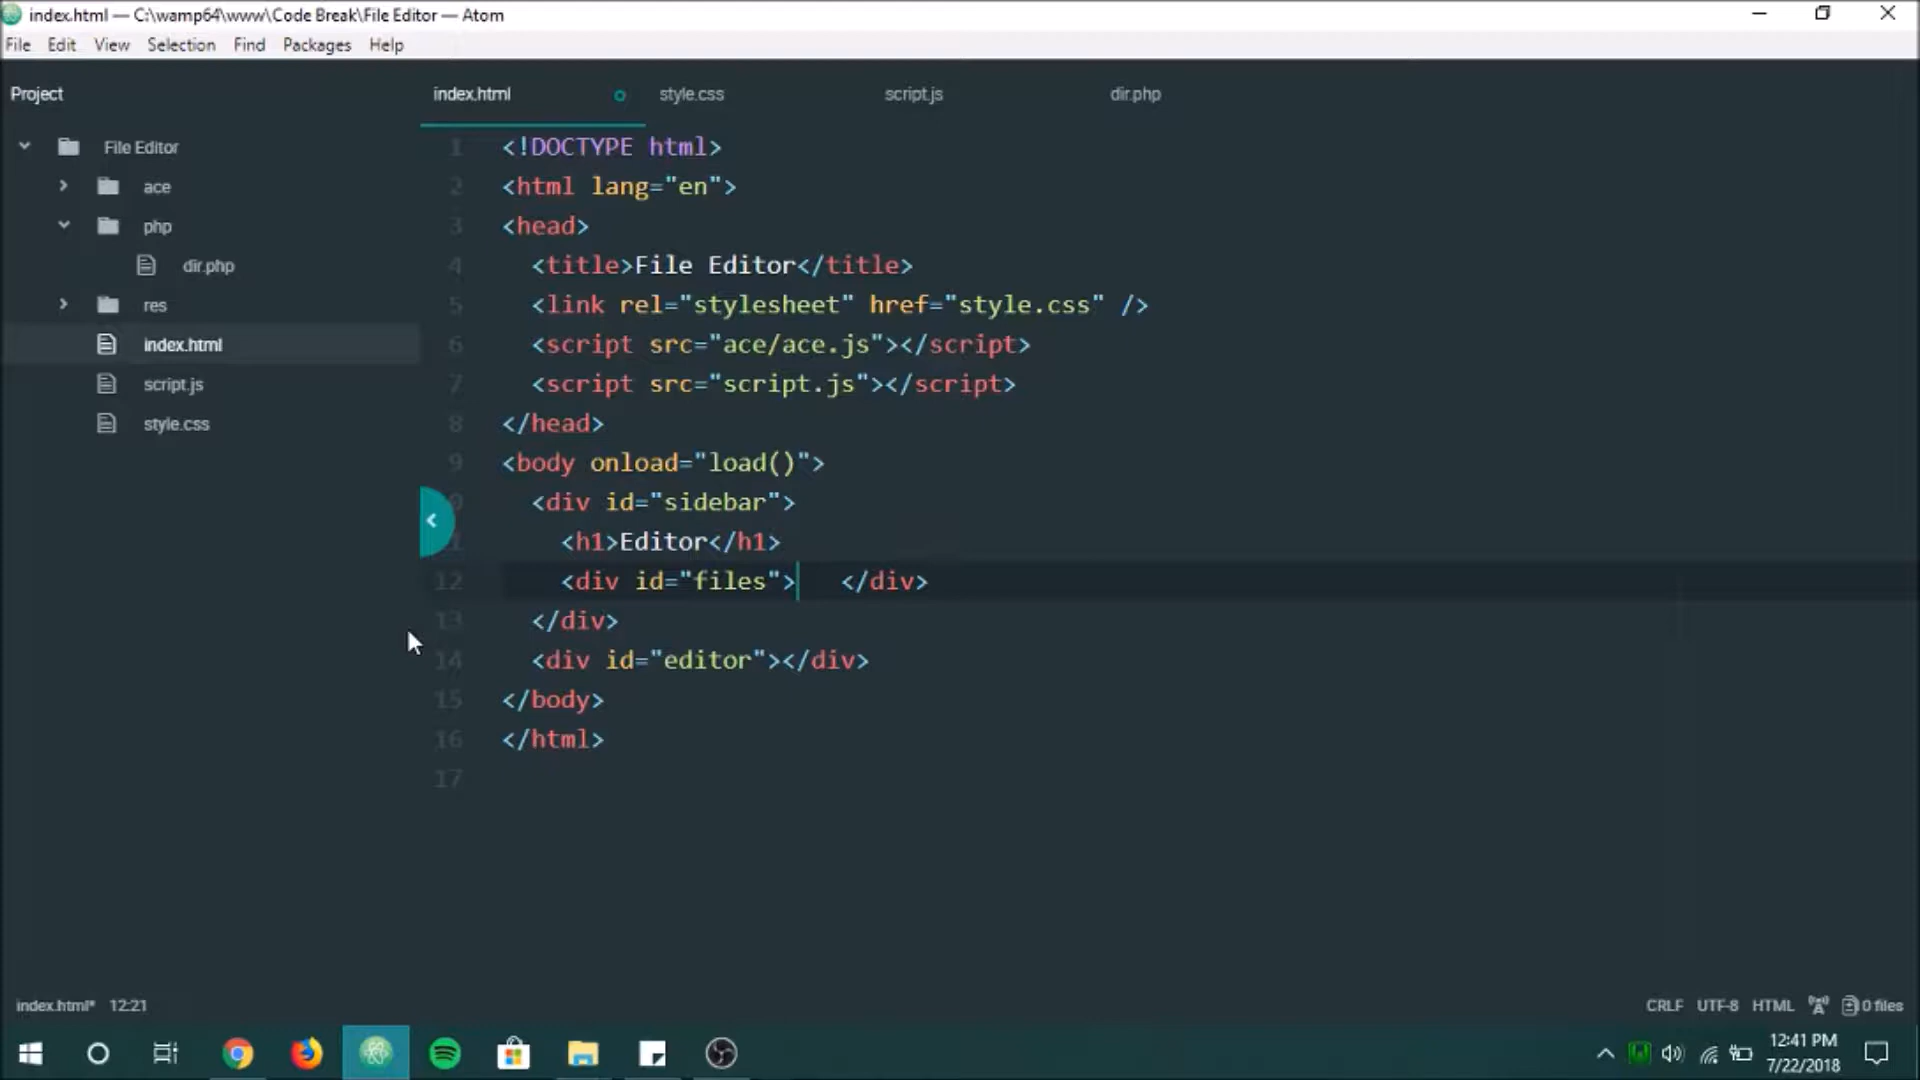 index.html — C:\wamp64\www\Code Break\File Editor — Atom
File Edit View Selection Find Packages Help
Project
File Editor
ace
php
dir.php
res
index.html
script.js
style.css
index.html style.css script.js dir.php
1 <!DOCTYPE html>
2 <html lang="en">
3 <head>
4 <title>File Editor</title>
5 <link rel="stylesheet" href="style.css" />
6 <script src="ace/ace.js"></script>
7 <script src="script.js"></script>
8 </head>
9 <body onload="load()">
0 <div id="sidebar">
1 <h1>Editor</h1>
12 <div id="files">   </div>
13 </div>
14 <div id="editor"></div>
15 </body>
16 </html>
17
index.html* 12:21
CRLF UTF-8 HTML 0 files
12:41 PM
7/22/2018